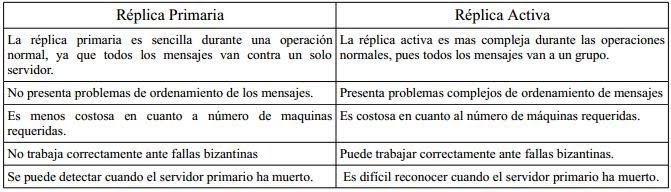 Réplica Primaria
Réplica Activa
La réplica primaria es sencilla durante una operación
normal, ya que todos los mensajes van contra un solo
servidor.
La réplica activa es mas compleja durante las operaciones
normales, pues todos los mensajes van a un grupo.
No presenta problemas de ordenamiento de los mensajes.
Presenta problemas complejos de ordenamiento de mensajes
Es menos costosa en cuanto a número de maquinas
requeridas.
Es costosa en cuanto al número de máquinas requeridas.
No trabaja correctamente ante fallas bizantinas
Puede trabajar correctamente ante fallas bizantinas.
Se puede detectar cuando el servidor primario ha muerto.
Es difícil reconocer cuando el servidor primario ha muerto.